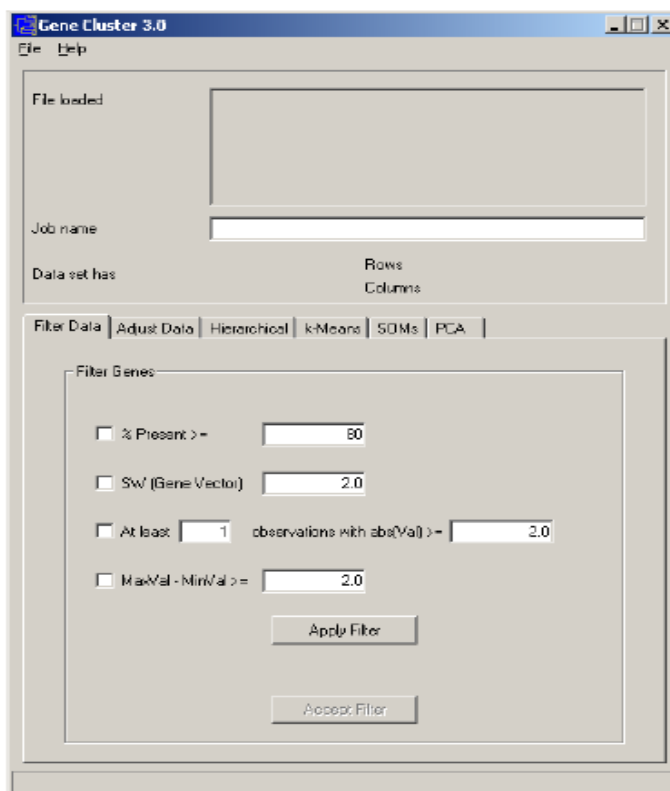 Gene Cluster 3.0
File Help
File loaded
Job name
Data set has
Rows
Columns
Filter Data Adjust Data Hierarchical k-Means SOMs PCA
Filter Genes
% Present >= 80
SW (Gene Vector) 2.0
At least 1 observations with abs(Val) >= 2.0
MaxVal - MinVal >= 2.0
Apply Filter
Accept Filter